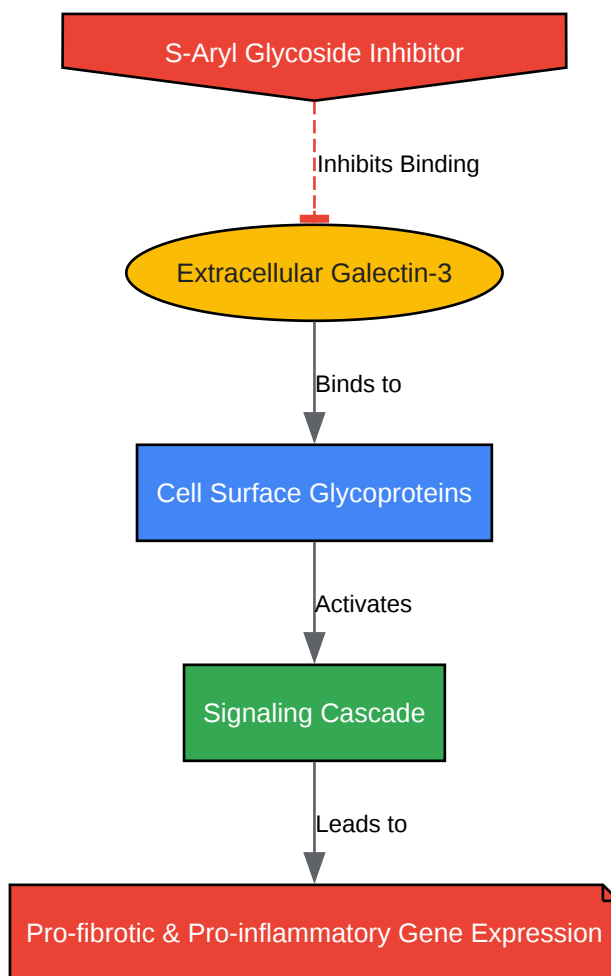 S-Aryl Glycoside Inhibitor
Inhibits Binding
Extracellular Galectin-3
Binds to
Cell Surface Glycoproteins
Activates
Signaling Cascade
Leads to
Pro-fibrotic & Pro-inflammatory Gene Expression